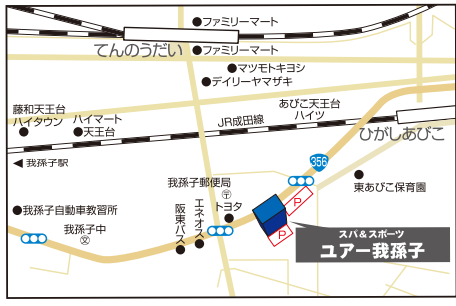 ファミリーマート
てんのうだい
ファミリーマート
マツモトキヨシ
デイリーヤマザキ
藤和天王台
ハイタウン
ハイマート
天王台
JR成田線
あびこ天王台
ハイツ
ひがしあびこ
我孫子駅
356
我孫子郵便局
〒
トヨタ
P
東あびこ保育園
我孫子自動車教習所
我孫子中
文
阪東バス
エネオス
P
スパ&スポーツ
ユアー我孫子